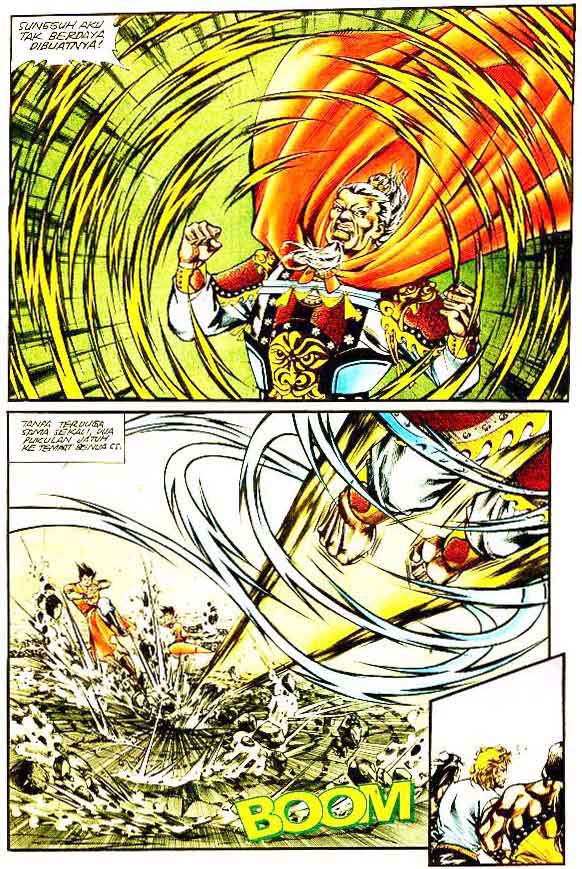 SUNGGUH AKU
TAK BERDAYA
DIBUATNYA!
TANPA TERDUGA
SAMA SEKALI, DUA
PUKULAN JATUH
KE TEMPAT BENUA CS.
BOOM